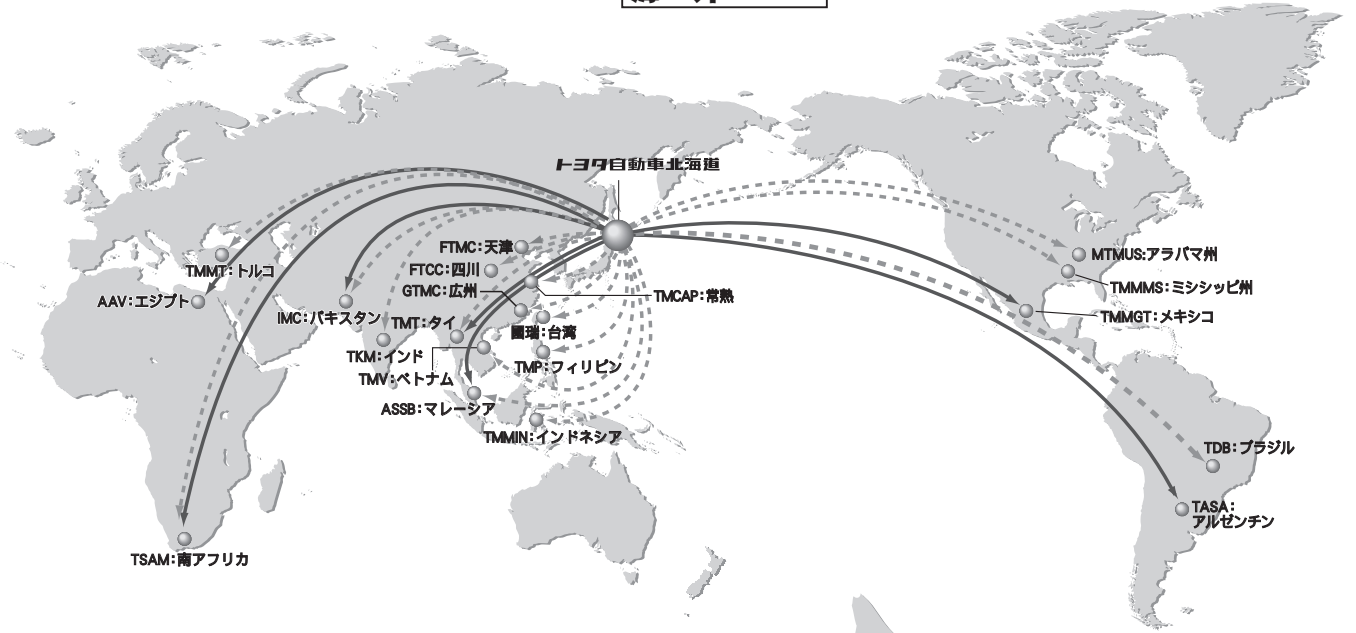 トヨタ自動車北海道
FTMC:天津
FTCC:四川
GTMC:広州
TMCAP:常熟
TMMT:トルコ
AAV:エジプト
IMC:パキスタン
TMT:タイ
國瑞:台湾
TKM:インド
TMV:ベトナム
TMP:フィリピン
ASSB:マレーシア
TMMIN:インドネシア
TSAM:南アフリカ
MTMUS:アラバマ州
TMMMS:ミシシッピ州
TMMGT:メキシコ
TDB:ブラジル
TASA:
アルゼンチン